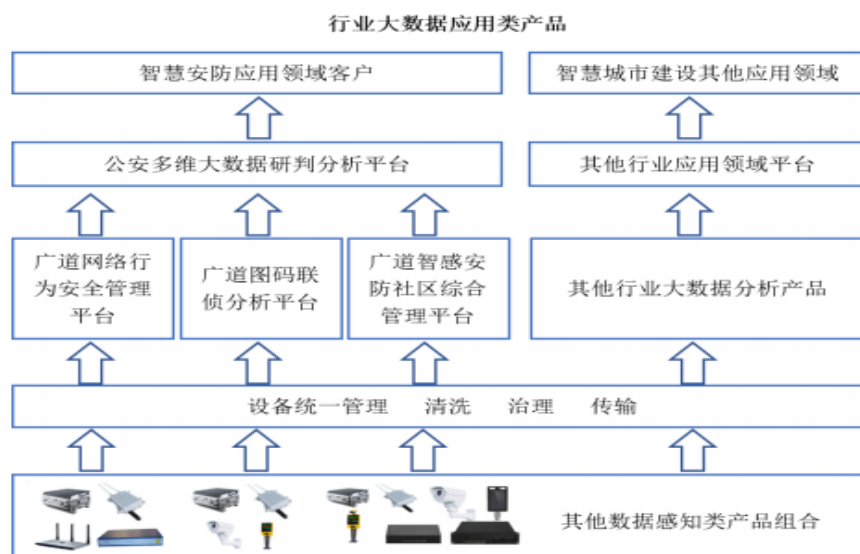 行业大数据应用类产品
智慧安防应用领域客户
智慧城市建设其他应用领域
公安多维大数据研判分析平台
其他行业应用领域平台
广道网络行
为安全管理
平台
广道图码联
侦分析平台
广道智感安
防社区综合
管理平台
其他行业大数据分析产品
设备统一管理 清洗 治理 传输
其他数据感知类产品组合